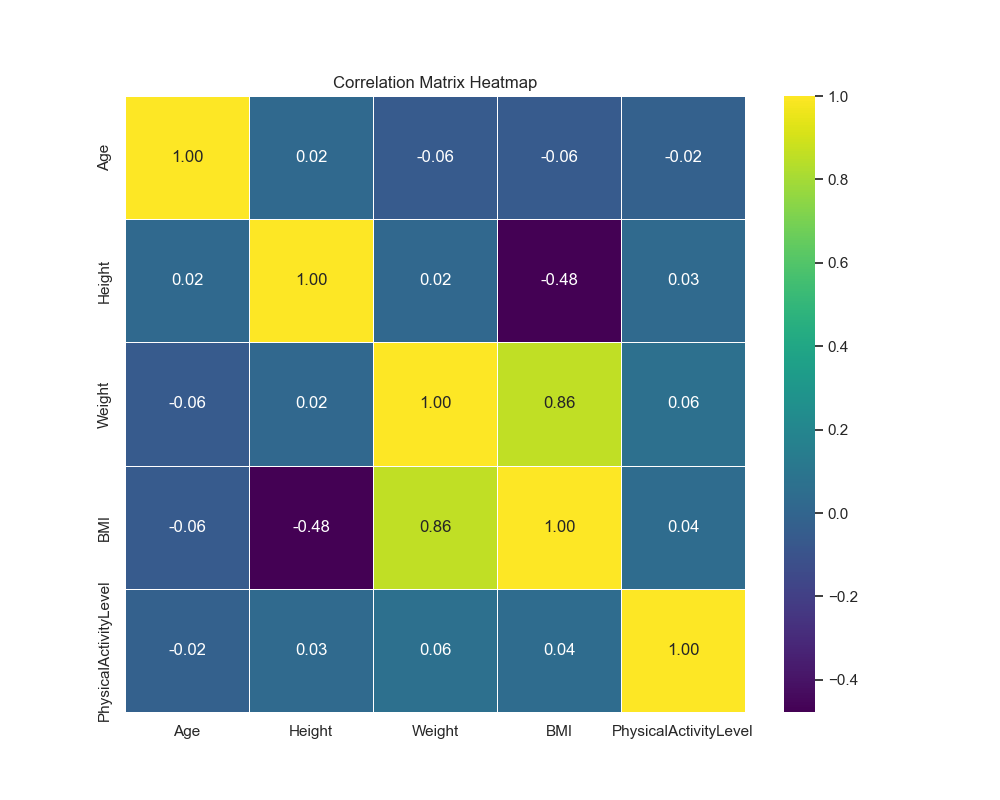 Correlation Matrix Heatmap
Age
1.00 0.02 -0.06 -0.06 -0.02
Height
0.02 1.00 0.02 -0.48 0.03
Weight
-0.06 0.02 1.00 0.86 0.06
BMI
-0.06 -0.48 0.86 1.00 0.04
PhysicalActivityLevel
-0.02 0.03 0.06 0.04 1.00
Age Height Weight BMI PhysicalActivityLevel
1.0
0.8
0.6
0.4
0.2
0.0
−0.2
−0.4